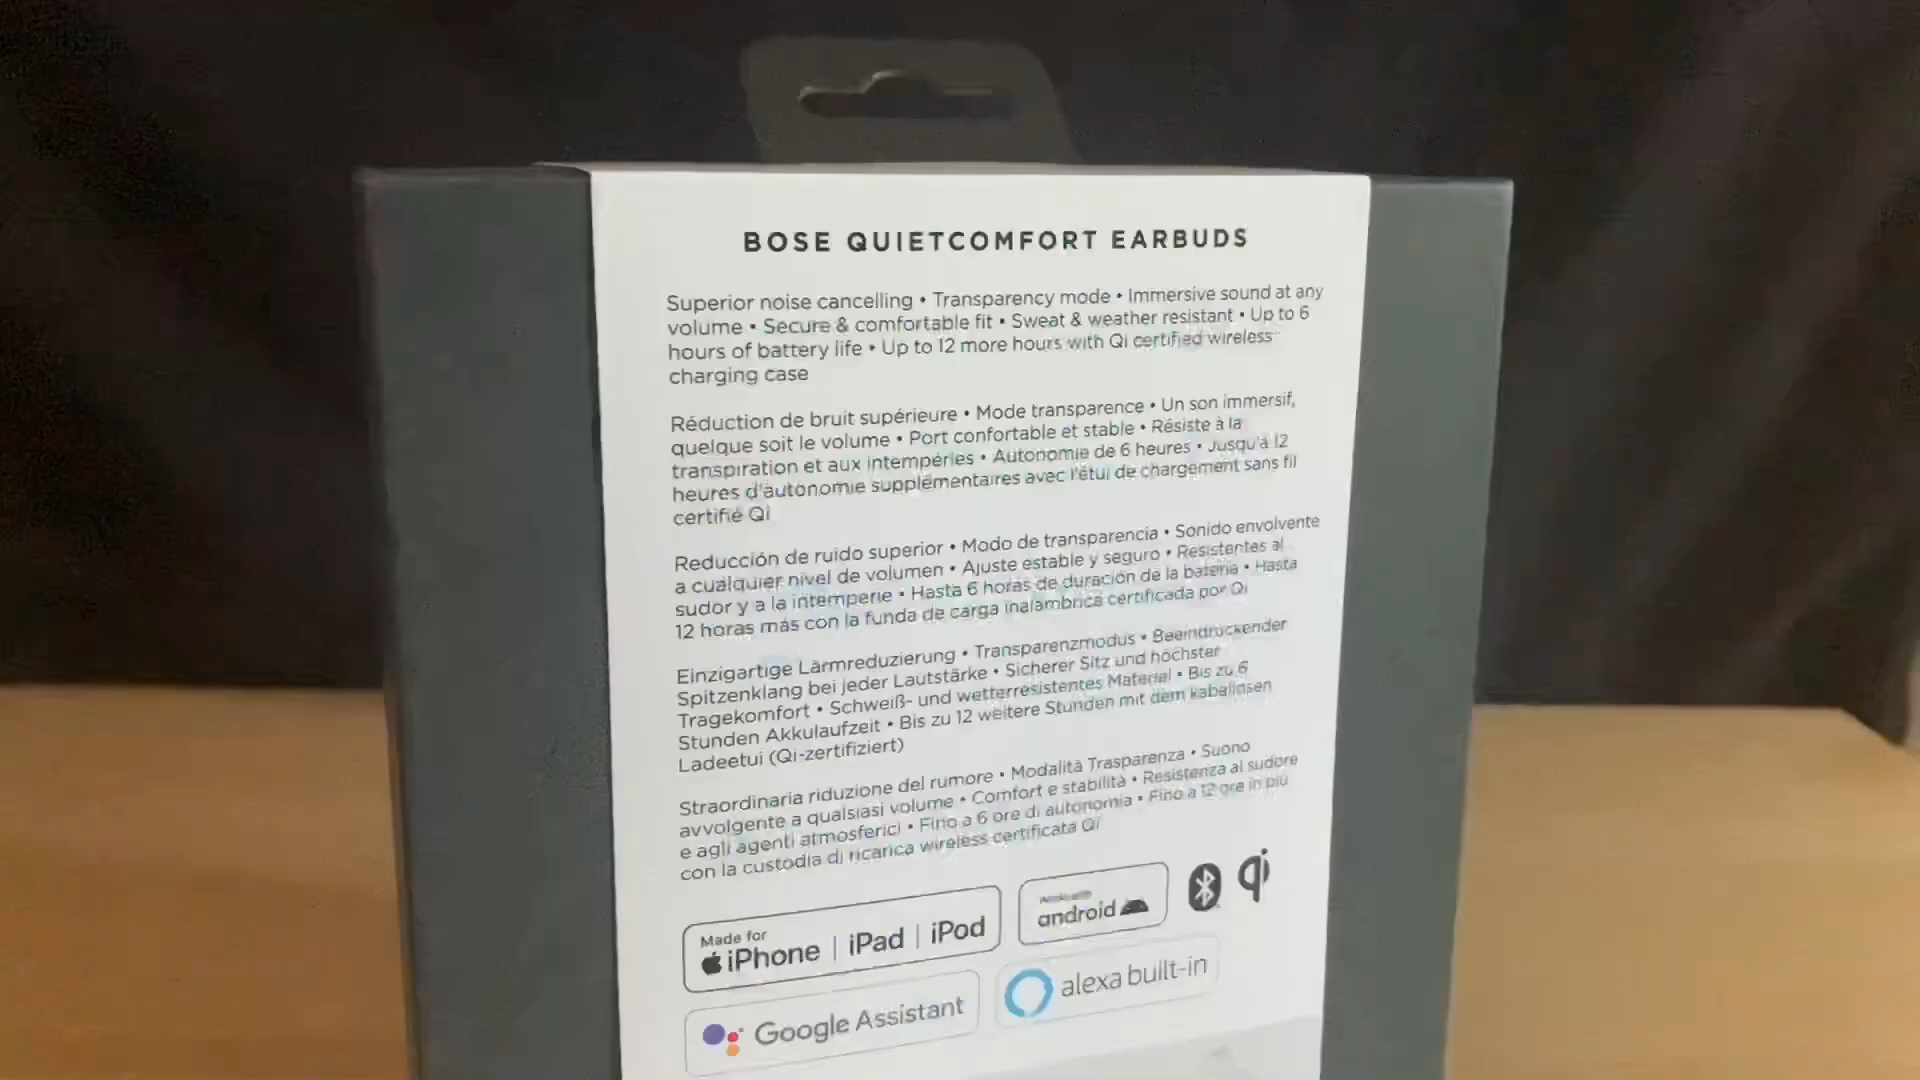 BOSE QUIETCOMFORT EARBUDS
Superior noise cancelling • Transparency mode • Immersive sound at any
volume • Secure & comfortable fit • Sweat & weather resistant • Up to 6
hours of battery life • Up to 12 more hours with Qi certified wireless
charging case
Réduction de bruit supérieure • Mode transparence • Un son immersif,
quelque soit le volume • Port confortable et stable • Résiste à la
transpiration et aux intempéries • Autonomie de 6 heures • Jusqu'à 12
heures d'autonomie supplémentaires avec l'étui de chargement sans fil
certifié Qi
Reducción de ruido superior • Modo de transparencia • Sonido envolvente
a cualquier nivel de volumen • Ajuste estable y seguro • Resistentes al
sudor y a la intemperie • Hasta 6 horas de duración de la batería • Hasta
12 horas más con la funda de carga inalámbrica certificada por Qi
Einzigartige Lärmreduzierung • Transparenzmodus • Beeindruckender
Spitzenklang bei jeder Lautstärke • Sicherer Sitz und höchster
Tragekomfort • Schweiß- und wetterresistentes Material • Bis zu 6
Stunden Akkulaufzeit • Bis zu 12 weitere Stunden mit dem kabellosen
Ladeetui (Qi-zertifiziert)
Straordinaria riduzione del rumore • Modalità Trasparenza • Suono
avvolgente a qualsiasi volume • Comfort e stabilità • Resistenza al sudore
e agli agenti atmosferici • Fino a 6 ore di autonomia • Fino a 12 ore in più
con la custodia di ricarica wireless certificata Qi
Made for
iPhone | iPad | iPod
Works with
android
qi
Google Assistant
alexa built-in